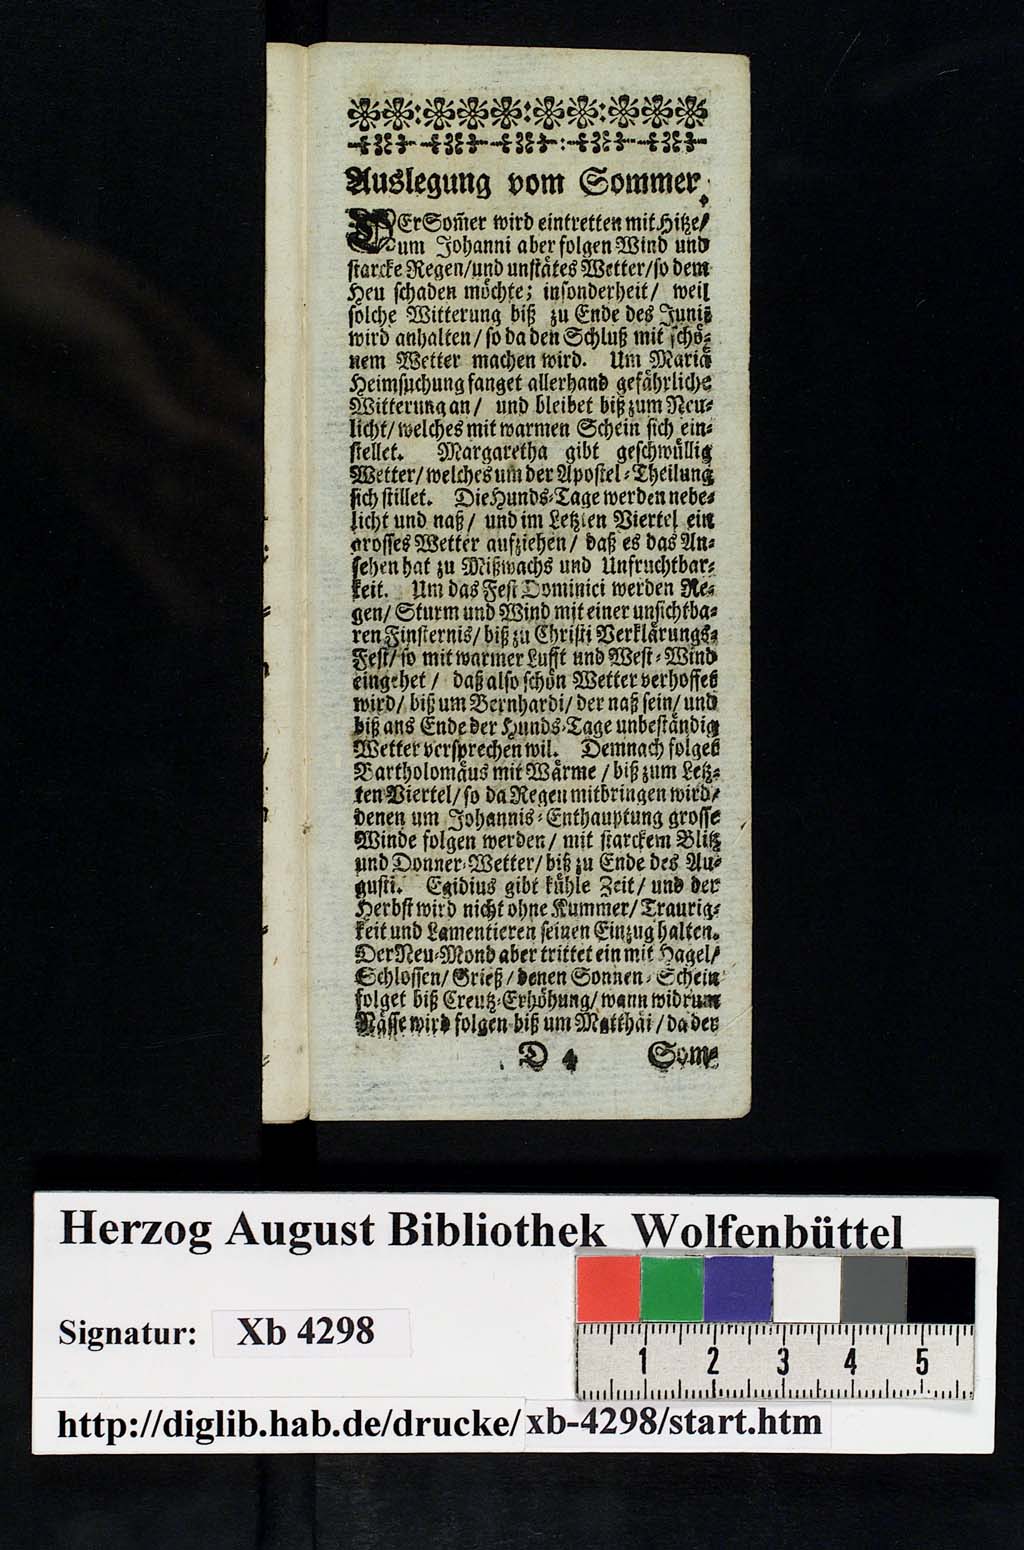 Auslegung vom Sommer.
DEr Som̃er wird eintretten mit Hitze/
um Johanni aber folgen Wind und
starcke Regen/und unstätes Wetter/so dem
Heu schaden möchte; insonderheit/ weil
solche Witterung biß zu Ende des Junii
wird anhalten/ so da den Schluß mit schö-
nem Wetter machen wird. Um Mariä
Heimsuchung fanget allerhand gefährliche
Witterung an/ und bleibet biß zum Neu-
licht/ welches mit warmen Schein sich ein-
stellet. Margaretha gibt geschwüllig
Wetter/ welches um der Apostel-Theilung
sich stillet. Die Hunds-Tage werden nebe-
licht und naß/ und im Letzten Viertel ein
grosses Wetter aufziehen/ daß es das An-
sehen hat zu Mißwachs und Unfruchtbar-
keit. Um das Fest Dominici werden Re-
gen/ Sturm und Wind mit einer unsichtba-
ren Finsternis/ biß zu Christi Verklärungs-
Fest/ so mit warmer Lufft und West-Wind
eingehet/ daß also schön Wetter verhoffet
wird/ biß um Bernhardi/ der naß sein/ und
biß ans Ende der Hunds-Tage unbeständig
Wetter versprechen wil. Demnach folget
Bartholomäus mit Wärme/ biß zum Letz-
ten Viertel/ so da Regen mitbringen wird/
denen um Johannis-Enthauptung grosse
Winde folgen werden/ mit starckem Blitz
und Donner-Wetter/ biß zu Ende des Au-
gusti. Egidius gibt kühle Zeit/ und der
Herbst wird nicht ohne Kummer/ Traurig-
keit und Lamentieren seinen Einzug halten.
Der Neu-Mond aber trittet ein mit Hagel/
Schlossen/ Grieß/ denen Sonnen-Schein
folget biß Creutz-Erhöhung/ wann widrum
Nässe wird folgen biß um Matthäi/ da der
D 4 Som-
Herzog August Bibliothek Wolfenbüttel
Signatur: Xb 4298
1 2 3 4 5
http://diglib.hab.de/drucke/xb-4298/start.htm